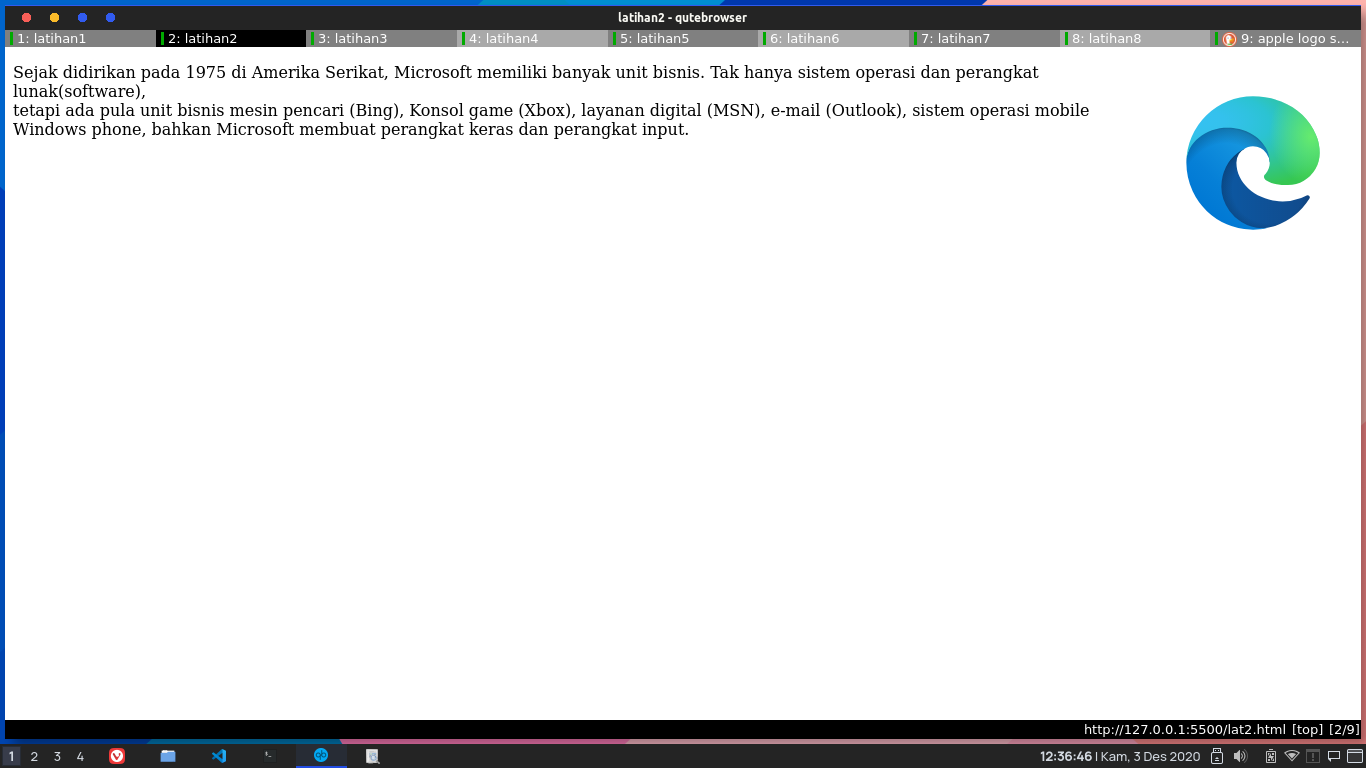 latihan2 - qutebrowser
1: latihan1 2: latihan2 3: latihan3 4: latihan4 5: latihan5 6: latihan6 7: latihan7 8: latihan8 9: apple logo s...
Sejak didirikan pada 1975 di Amerika Serikat, Microsoft memiliki banyak unit bisnis. Tak hanya sistem operasi dan perangkat
lunak(software),
tetapi ada pula unit bisnis mesin pencari (Bing), Konsol game (Xbox), layanan digital (MSN), e-mail (Outlook), sistem operasi mobile
Windows phone, bahkan Microsoft membuat perangkat keras dan perangkat input.
http://127.0.0.1:5500/lat2.html [top] [2/9]
1 2 3 4 12:36:46 | Kam, 3 Des 2020